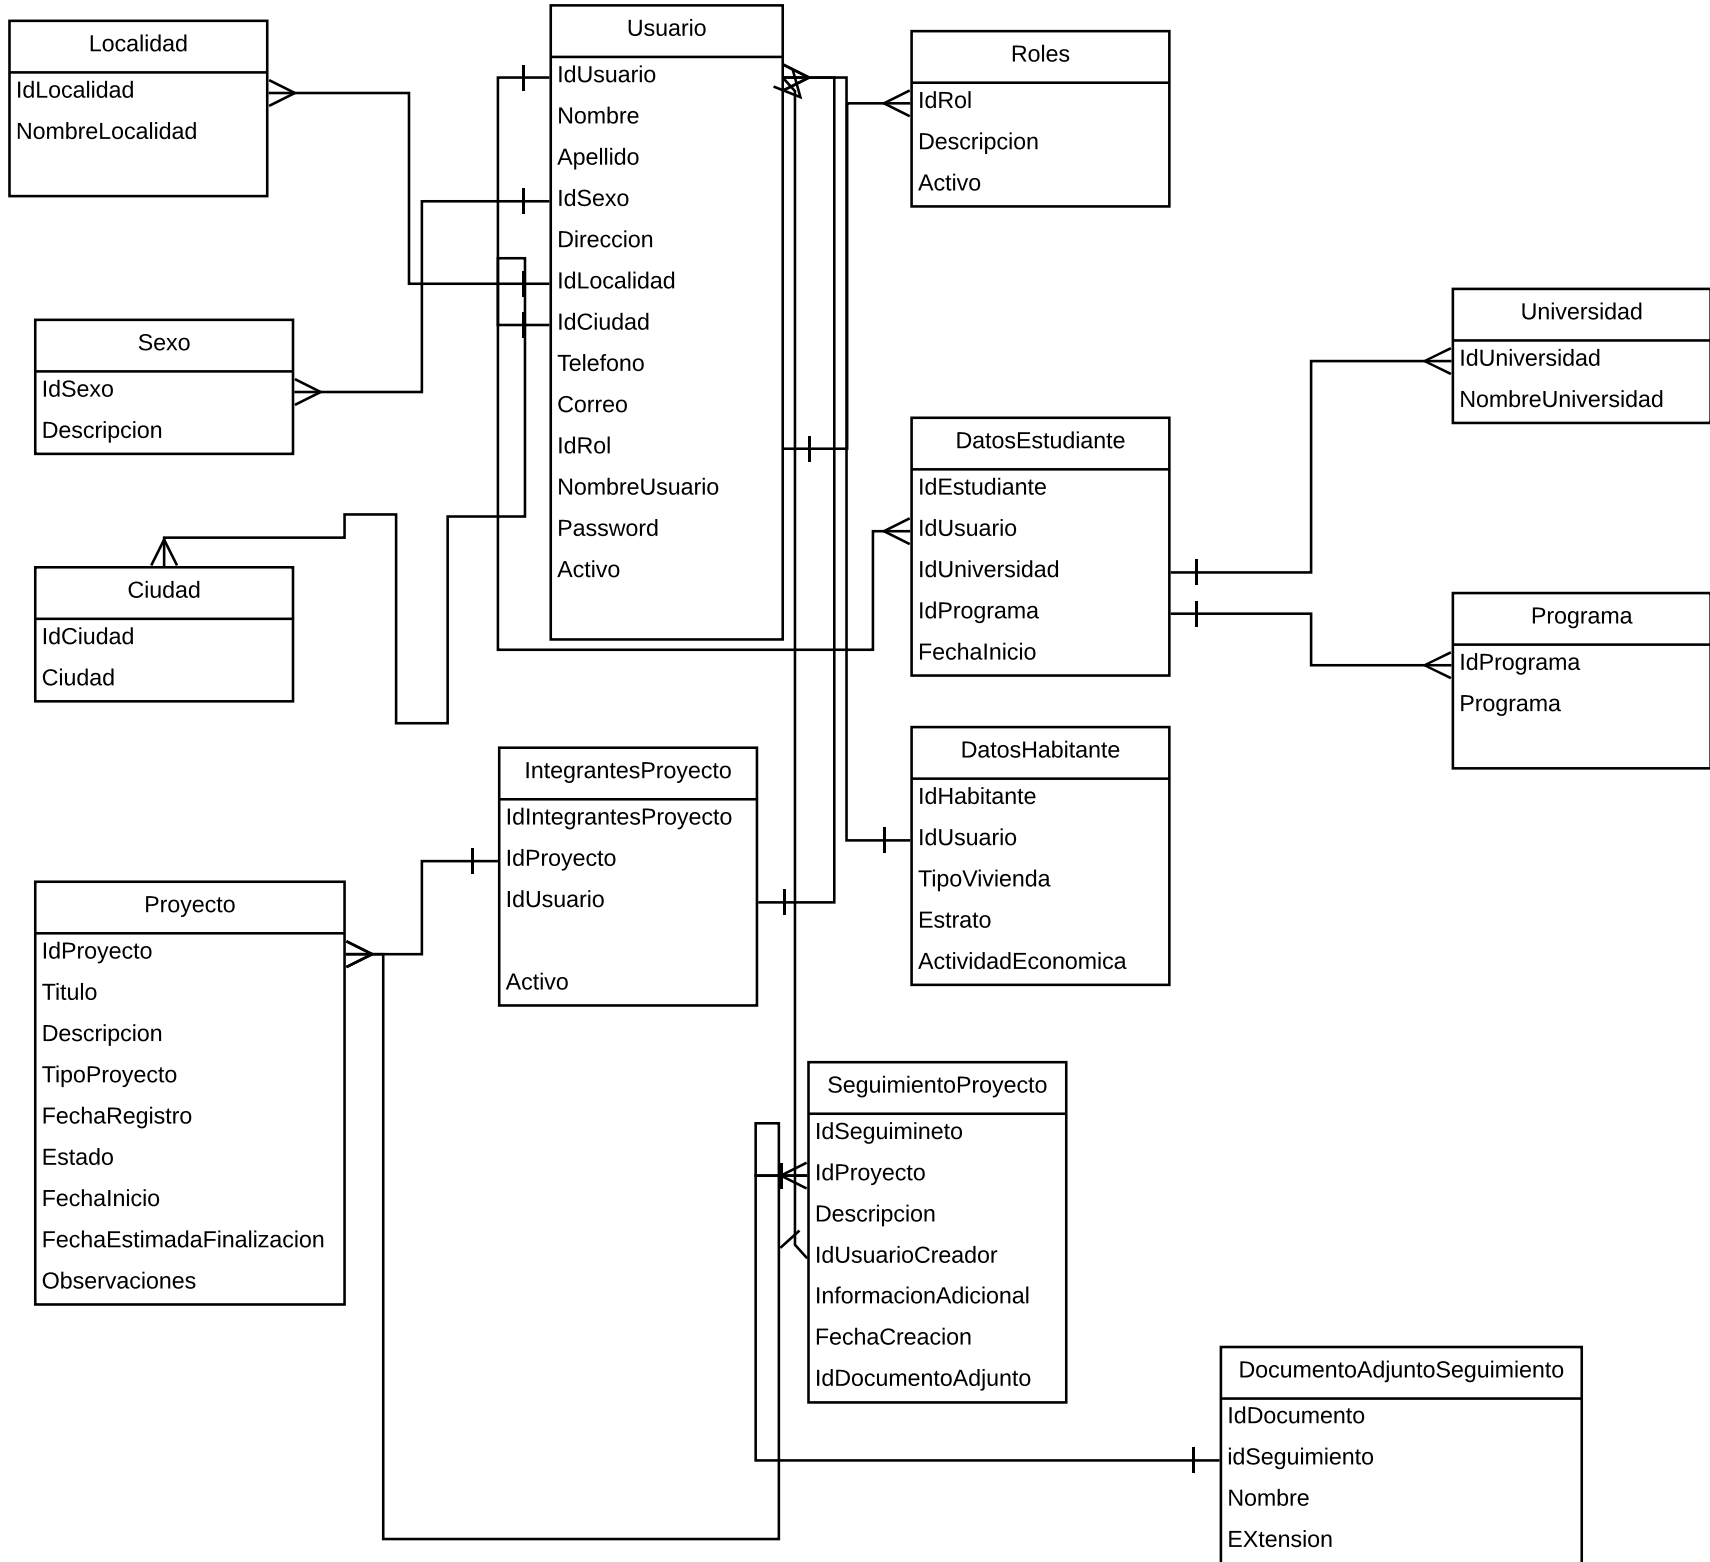 Localidad
IdLocalidad
NombreLocalidad
Usuario
IdUsuario
Nombre
Apellido
IdSexo
Direccion
IdLocalidad
IdCiudad
Telefono
Correo
IdRol
NombreUsuario
Password
Activo
Roles
IdRol
Descripcion
Activo
Sexo
IdSexo
Descripcion
Universidad
IdUniversidad
NombreUniversidad
DatosEstudiante
IdEstudiante
IdUsuario
IdUniversidad
IdPrograma
FechaInicio
Ciudad
IdCiudad
Ciudad
Programa
IdPrograma
Programa
IntegrantesProyecto
IdIntegrantesProyecto
IdProyecto
IdUsuario
Activo
DatosHabitante
IdHabitante
IdUsuario
TipoVivienda
Estrato
ActividadEconomica
Proyecto
IdProyecto
Titulo
Descripcion
TipoProyecto
FechaRegistro
Estado
FechaInicio
FechaEstimadaFinalizacion
Observaciones
SeguimientoProyecto
IdSeguimineto
IdProyecto
Descripcion
IdUsuarioCreador
InformacionAdicional
FechaCreacion
IdDocumentoAdjunto
DocumentoAdjuntoSeguimiento
IdDocumento
idSeguimiento
Nombre
EXtension